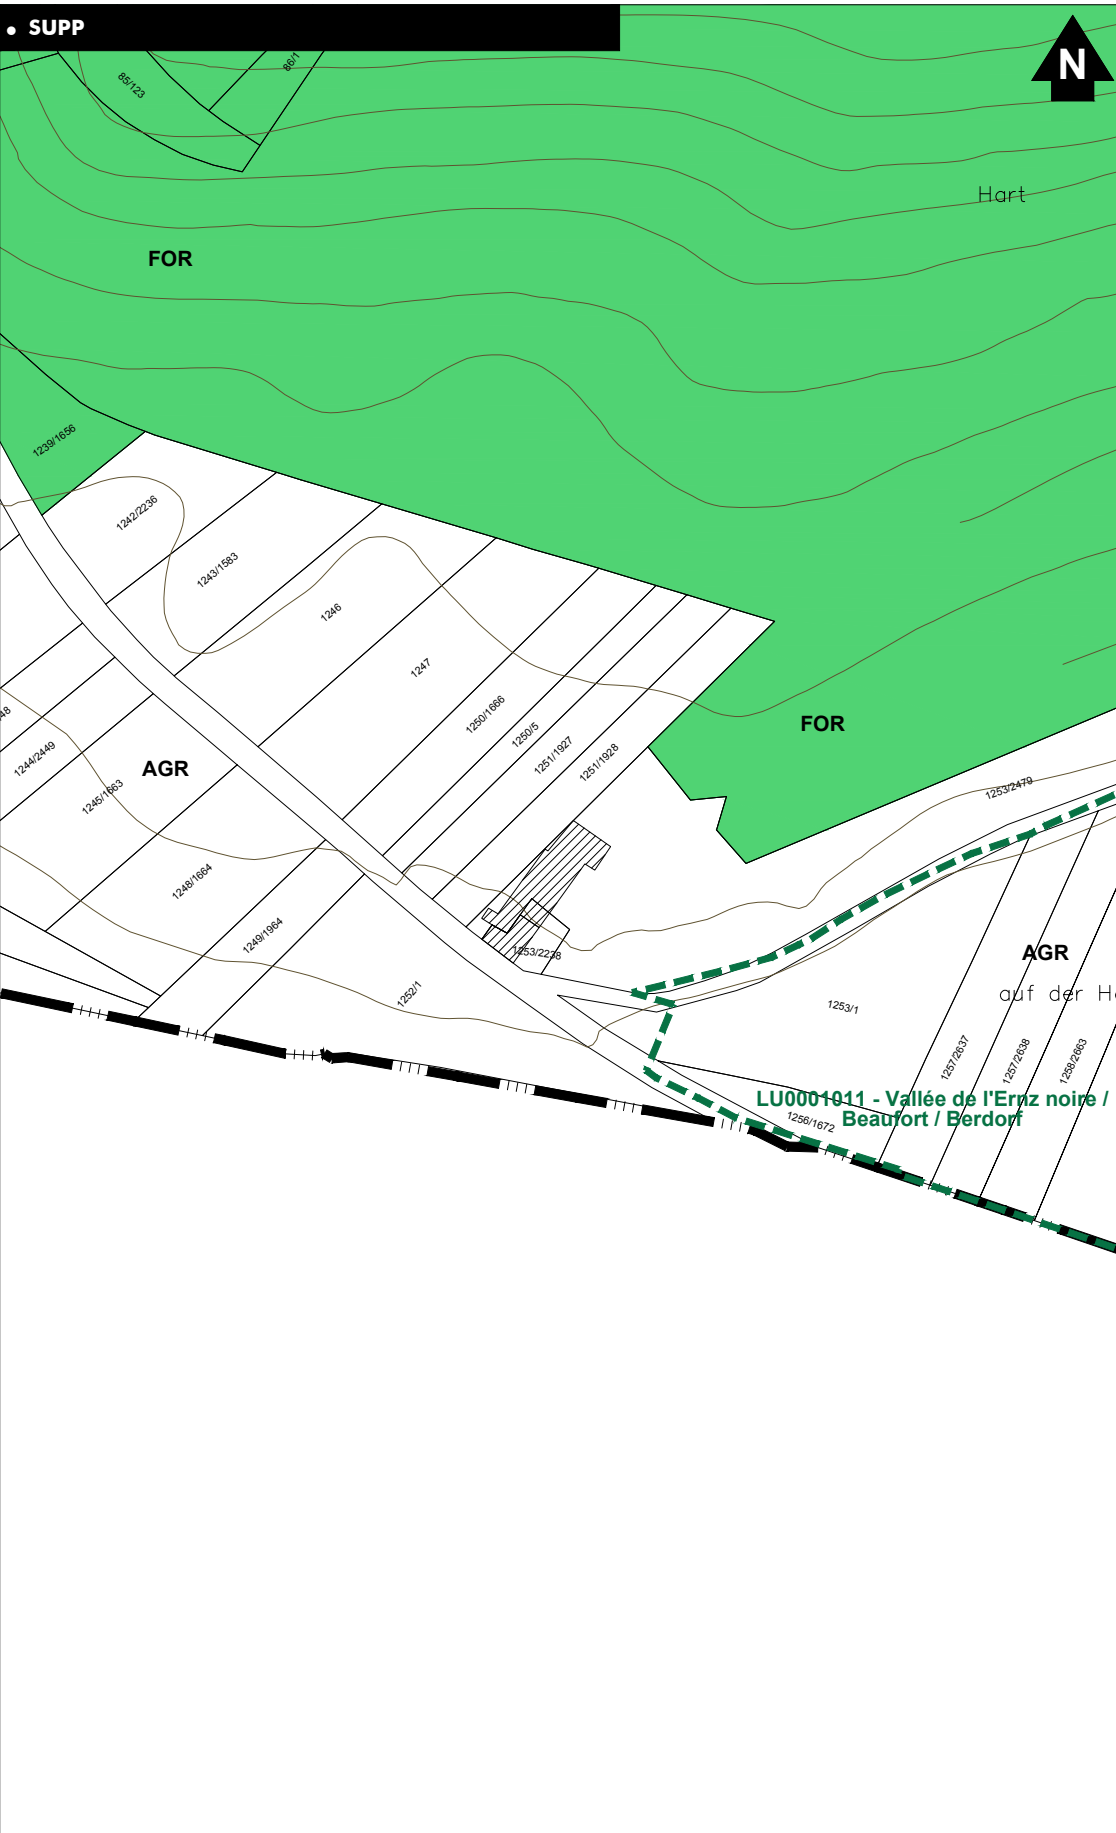 • SUPP
N
86/1
85/123
Hart
FOR
1239/1656
1242/2236
1243/1583
1246
1247
1250/1666
1250/5
1251/1927
1251/1928
FOR
48
1244/2449
AGR
1245/1663
1253/2479
1248/1664
1249/1964
1253/2238
AGR
1252/1
auf der H
1253/1
1257/2637
1257/2638
1258/2663
LU0001011 - Vallée de l'Ernz noire /
Beaufort / Berdorf
1256/1672